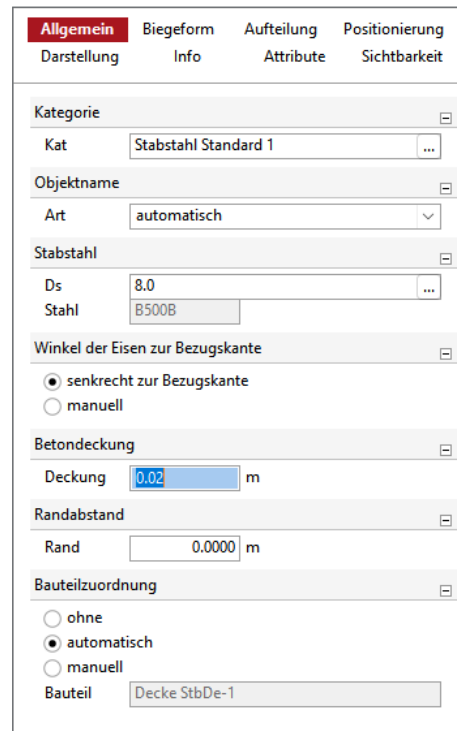 Allgemein Biegeform Aufteilung Positionierung
Darstellung Info Attribute Sichtbarkeit
Kategorie
Kat Stabstahl Standard 1 ...
Objektname
Art automatisch
Stabstahl
Ds 8.0 ...
Stahl B500B
Winkel der Eisen zur Bezugskante
senkrecht zur Bezugskante
manuell
Betondeckung
Deckung 0.02 m
Randabstand
Rand 0.0000 m
Bauteilzuordnung
ohne
automatisch
manuell
Bauteil Decke StbDe-1